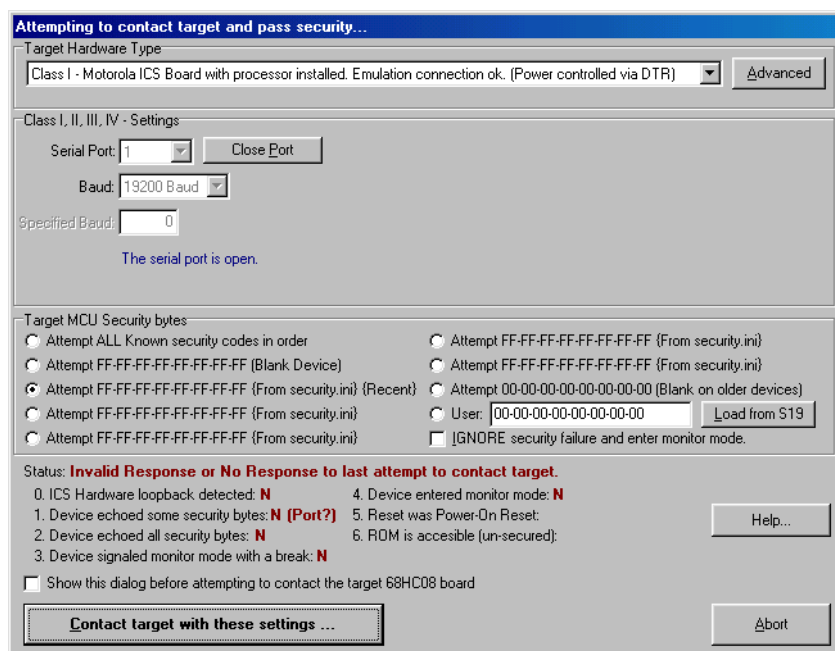 Attempting to contact target and pass security...
Target Hardware Type
Class I - Motorola ICS Board with processor installed. Emulation connection ok. (Power controlled via DTR)
Advanced
Class I, II, III, IV - Settings
Serial Port: 1
Close Port
Baud: 19200 Baud
Specified Baud: 0
The serial port is open.
Target MCU Security bytes
Attempt ALL Known security codes in order
Attempt FF-FF-FF-FF-FF-FF-FF-FF (Blank Device)
Attempt FF-FF-FF-FF-FF-FF-FF-FF {From security.ini} {Recent}
Attempt FF-FF-FF-FF-FF-FF-FF-FF {From security.ini}
Attempt FF-FF-FF-FF-FF-FF-FF-FF {From security.ini}
Attempt FF-FF-FF-FF-FF-FF-FF-FF {From security.ini}
Attempt FF-FF-FF-FF-FF-FF-FF-FF {From security.ini}
Attempt 00-00-00-00-00-00-00-00 (Blank on older devices)
User: 00-00-00-00-00-00-00-00
Load from S19
IGNORE security failure and enter monitor mode.
Status: Invalid Response or No Response to last attempt to contact target.
0. ICS Hardware loopback detected: N
1. Device echoed some security bytes: N (Port?)
2. Device echoed all security bytes: N
3. Device signaled monitor mode with a break: N
4. Device entered monitor mode: N
5. Reset was Power-On Reset:
6. ROM is accesible (un-secured):
Help...
Show this dialog before attempting to contact the target 68HC08 board
Contact target with these settings ...
Abort